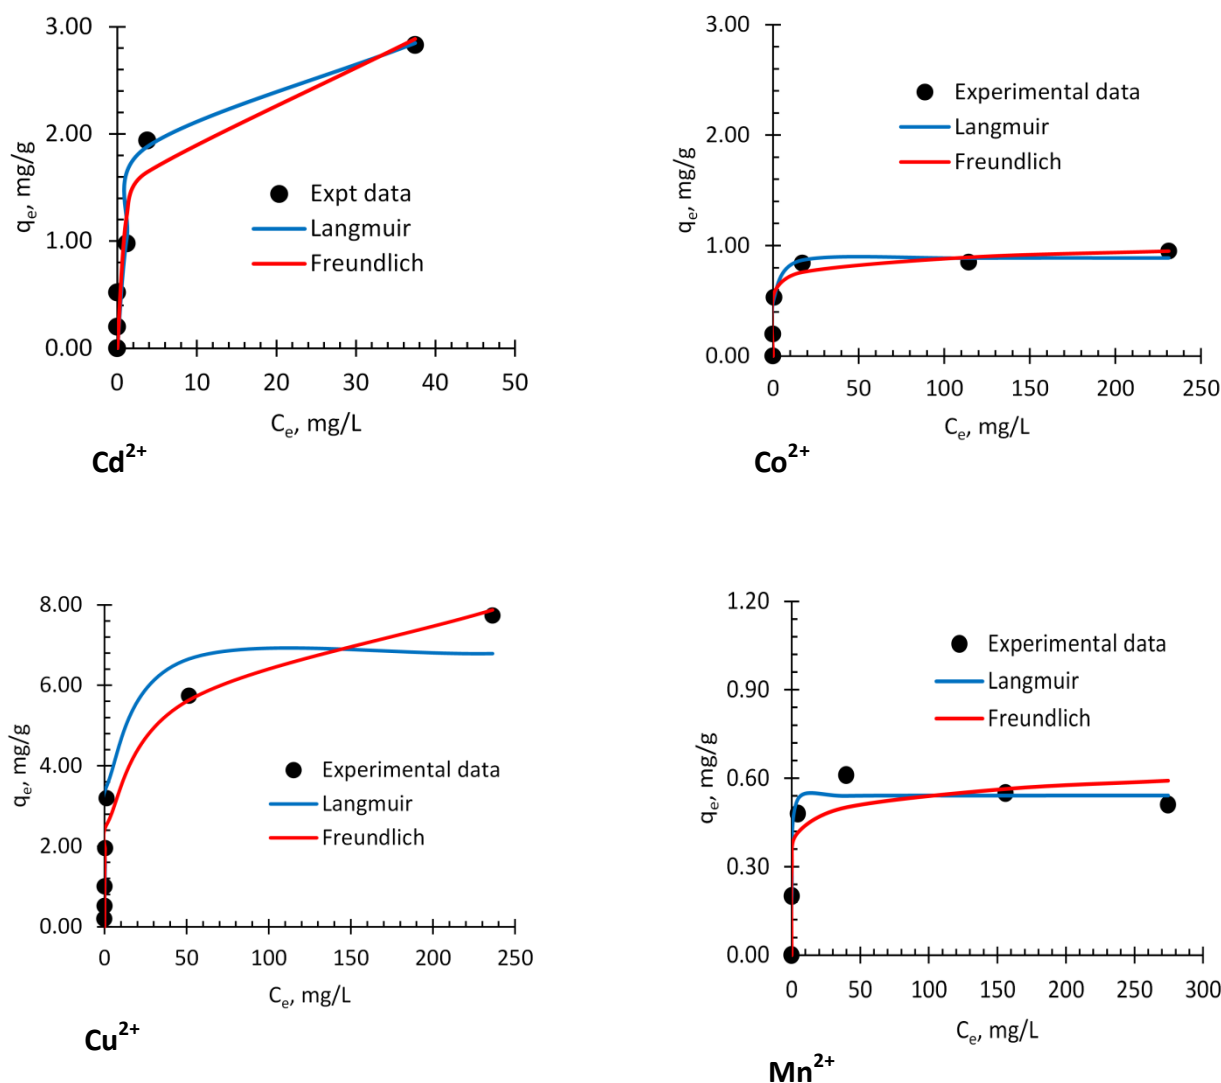 3.00
2.00
1.00
0.00
qₑ, mg/g
Expt data
Langmuir
Freundlich
0 10 20 30 40 50
Cₑ, mg/L
Cd²⁺
3.00
2.00
1.00
0.00
qₑ, mg/g
Experimental data
Langmuir
Freundlich
0 50 100 150 200 250
Cₑ, mg/L
Co²⁺
8.00
6.00
4.00
2.00
0.00
qₑ, mg/g
Experimental data
Langmuir
Freundlich
0 50 100 150 200 250
Cₑ, mg/L
Cu²⁺
1.20
0.90
0.60
0.30
0.00
qₑ, mg/g
Experimental data
Langmuir
Freundlich
0 50 100 150 200 250 300
Cₑ, mg/L
Mn²⁺